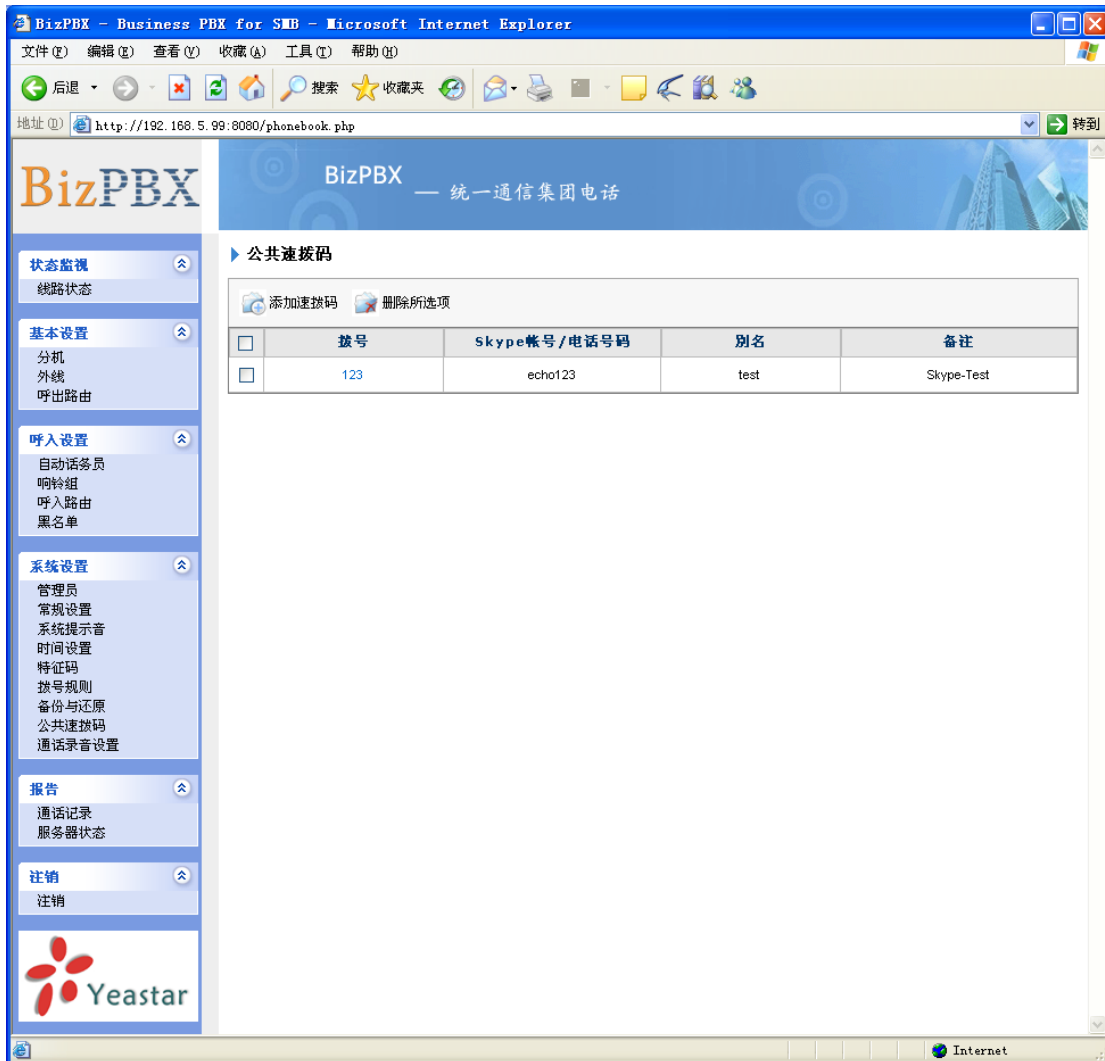 BizPBX - Business PBX for SMB - Microsoft Internet Explorer
文件(F) 编辑(E) 查看(V) 收藏(A) 工具(T) 帮助(H)
后退 搜索 收藏夹
地址(D) http://192.168.5.99:8080/phonebook.php 转到
BizPBX
BizPBX — 统一通信集团电话
状态监视
线路状态
基本设置
分机
外线
呼出路由
呼入设置
自动话务员
响铃组
呼入路由
黑名单
系统设置
管理员
常规设置
系统提示音
时间设置
特征码
拨号规则
备份与还原
公共速拨码
通话录音设置
报告
通话记录
服务器状态
注销
注销
Yeastar
公共速拨码
添加速拨码 删除所选项
拨号 Skype帐号/电话号码 别名 备注
123 echo123 test Skype-Test
Internet